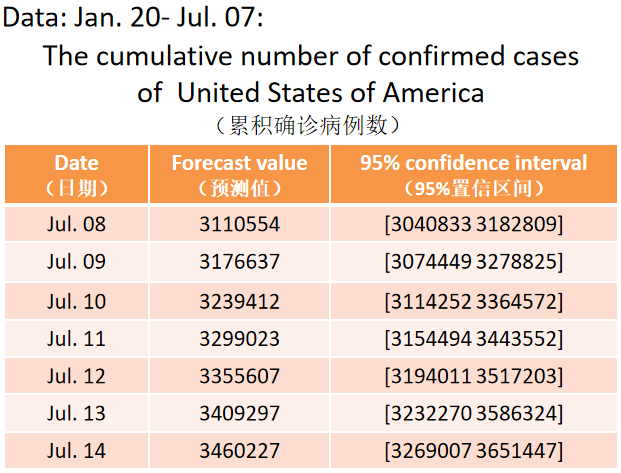 Data: Jan. 20- Jul. 07:
The cumulative number of confirmed cases
of United States of America
（累积确诊病例数）
Date Forecast value 95% confidence interval
（日期） （预测值） （95%置信区间）
Jul. 08 3110554 [3040833 3182809]
Jul. 09 3176637 [3074449 3278825]
Jul. 10 3239412 [3114252 3364572]
Jul. 11 3299023 [3154494 3443552]
Jul. 12 3355607 [3194011 3517203]
Jul. 13 3409297 [3232270 3586324]
Jul. 14 3460227 [3269007 3651447]